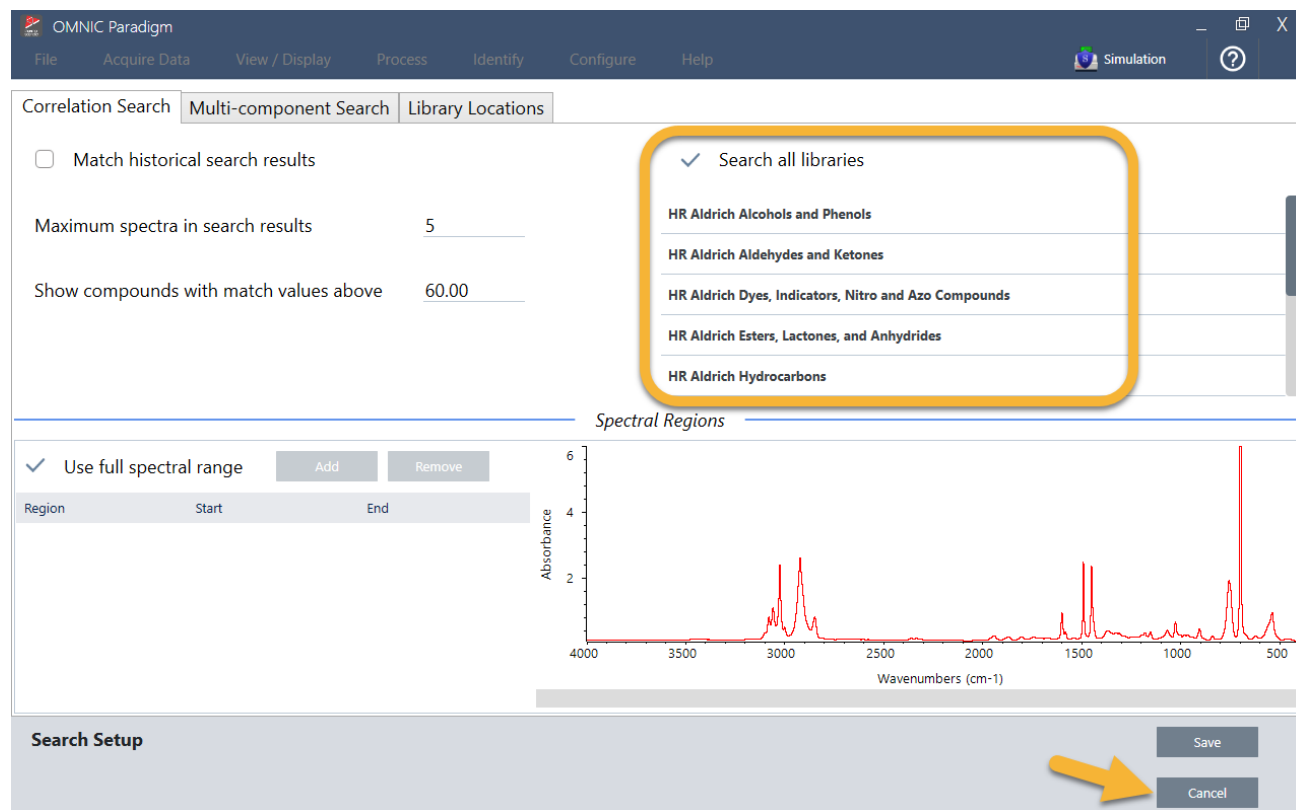 OMNIC Paradigm
_ X
File Acquire Data View / Display Process Identify Configure Help S Simulation ?
Correlation Search Multi-component Search Library Locations
Match historical search results
Search all libraries
Maximum spectra in search results 5
HR Aldrich Alcohols and Phenols
HR Aldrich Aldehydes and Ketones
Show compounds with match values above 60.00
HR Aldrich Dyes, Indicators, Nitro and Azo Compounds
HR Aldrich Esters, Lactones, and Anhydrides
HR Aldrich Hydrocarbons
Spectral Regions
Use full spectral range Add Remove
Region Start End
6
4
2
Absorbance
4000 3500 3000 2500 2000 1500 1000 500
Wavenumbers (cm-1)
Search Setup
Save
Cancel